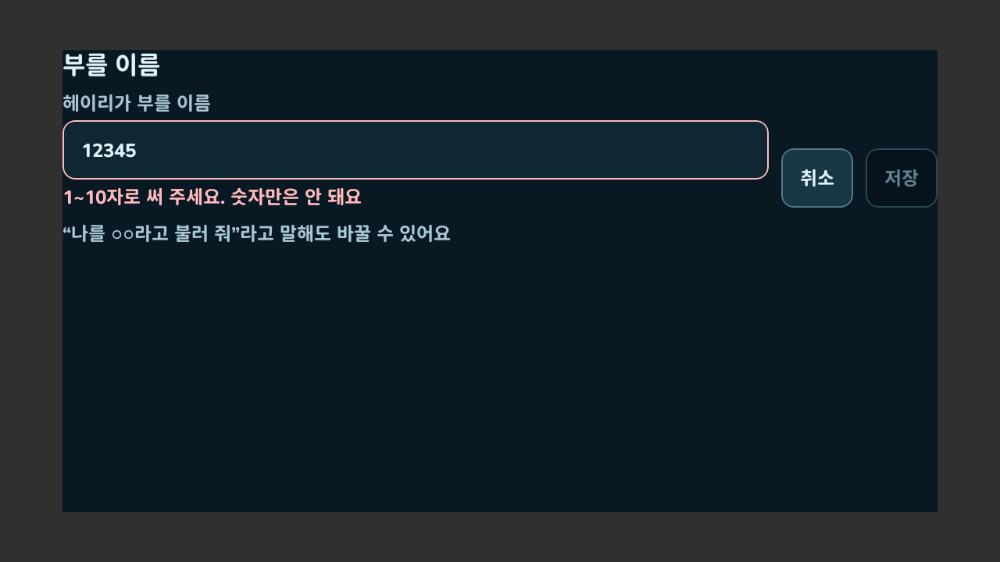 부를 이름
헤이리가 부를 이름
12345
1~10자로 써 주세요. 숫자만은 안 돼요
취소
저장
“나를 ○○라고 불러 줘”라고 말해도 바꿀 수 있어요